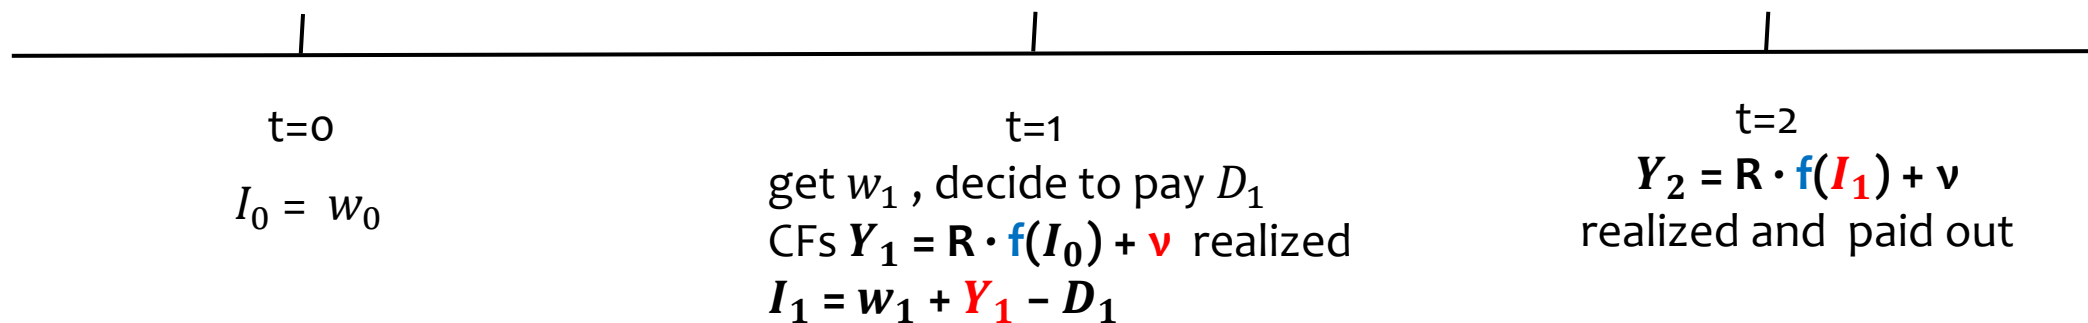 t=0
I₀ = w₀
t=1
get w₁ , decide to pay D₁
CFs Y₁ = R · f(I₀) + ν realized
I₁ = w₁ + Y₁ − D₁
t=2
Y₂ = R · f(I₁) + ν
realized and paid out